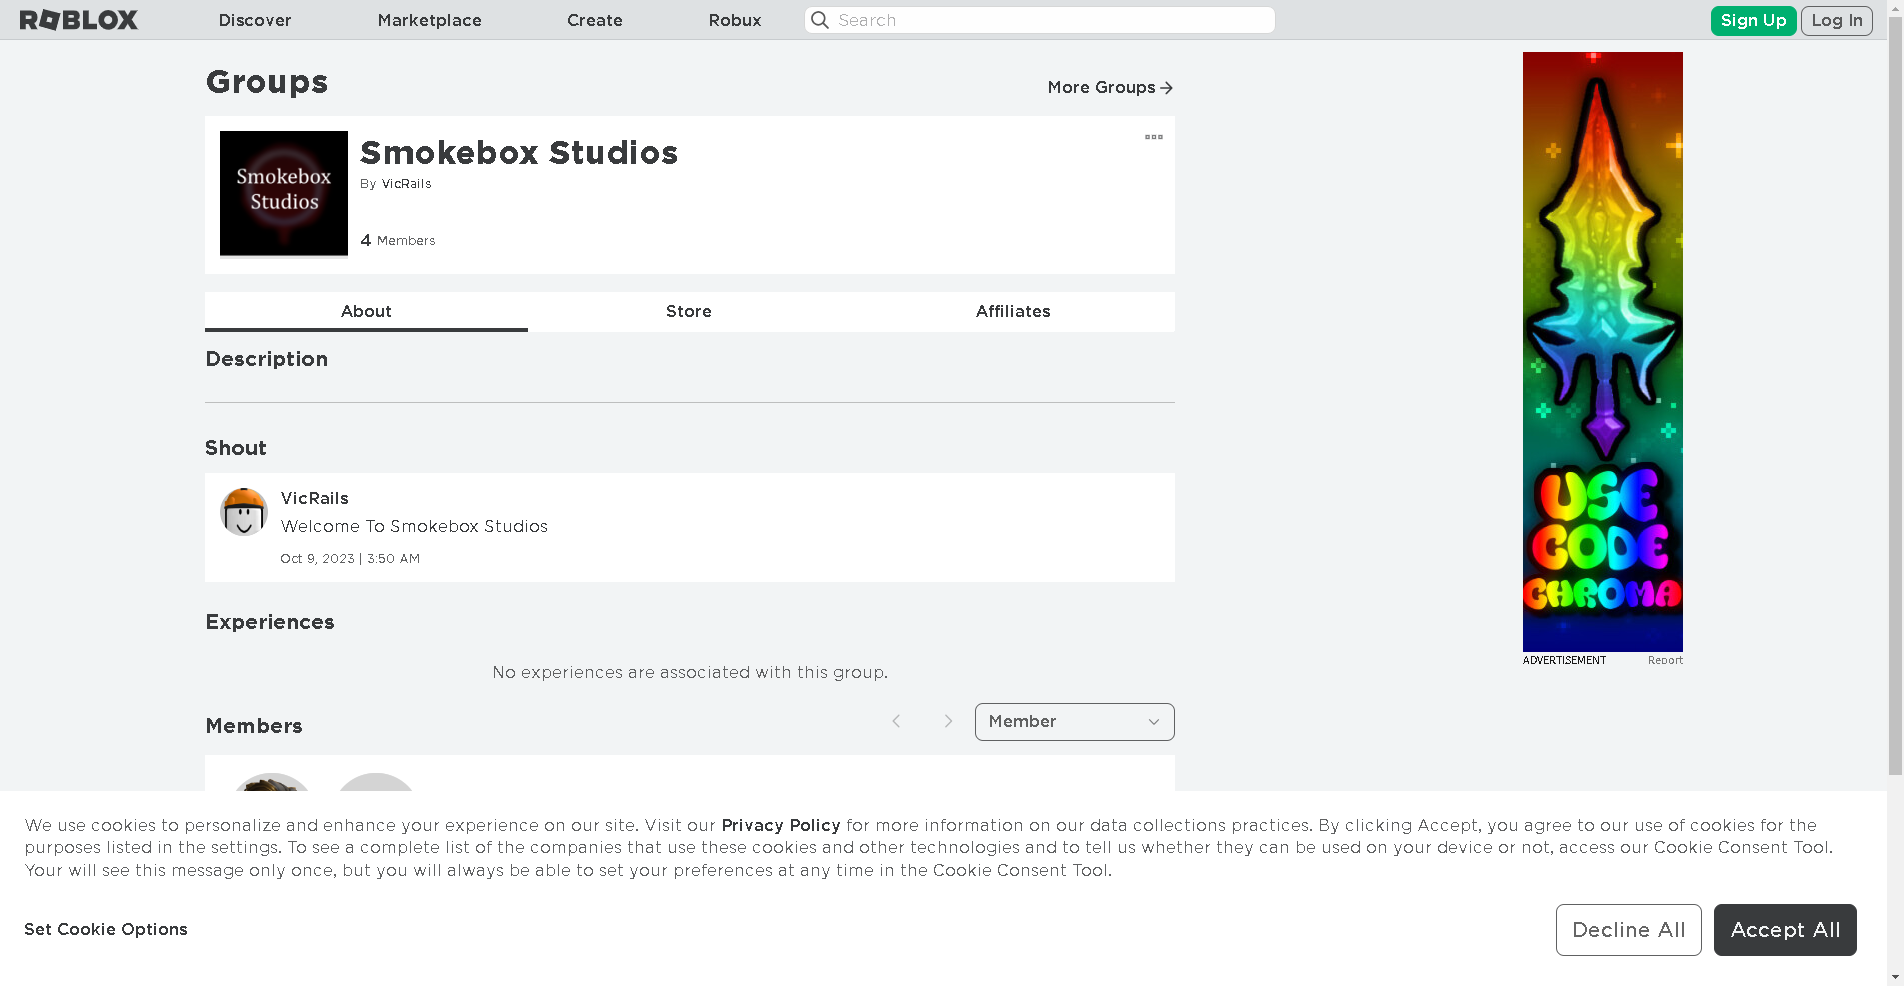 ROBLOX
Discover
Marketplace
Create
Robux
Search
Sign Up
Log In
Groups
More Groups
Smokebox
Studios
Smokebox Studios
By VicRails
4 Members
About
Store
Affiliates
Description
Shout
VicRails
Welcome To Smokebox Studios
Oct 9, 2023 | 3:50 AM
Experiences
No experiences are associated with this group.
Members
Member
USE
CODE
CHROMA
ADVERTISEMENT
Report
We use cookies to personalize and enhance your experience on our site. Visit our Privacy Policy for more information on our data collections practices. By clicking Accept, you agree to our use of cookies for the
purposes listed in the settings. To see a complete list of the companies that use these cookies and other technologies and to tell us whether they can be used on your device or not, access our Cookie Consent Tool.
Your will see this message only once, but you will always be able to set your preferences at any time in the Cookie Consent Tool.
Set Cookie Options
Decline All
Accept All